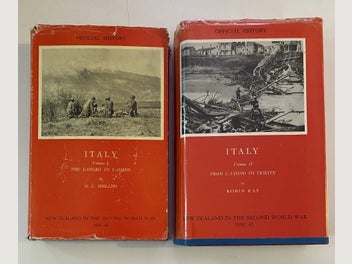 OFFICIAL HISTORY
ITALY
Volume I
THE SANGRO TO CASSINO
by
N. C. PHILLIPS
NEW ZEALAND IN THE SECOND WORLD WAR
1939-45
OFFICIAL HISTORY
ITALY
Volume II
FROM CASSINO TO TRIESTE
by
ROBIN KAY
NEW ZEALAND IN THE SECOND WORLD WAR
1939-45